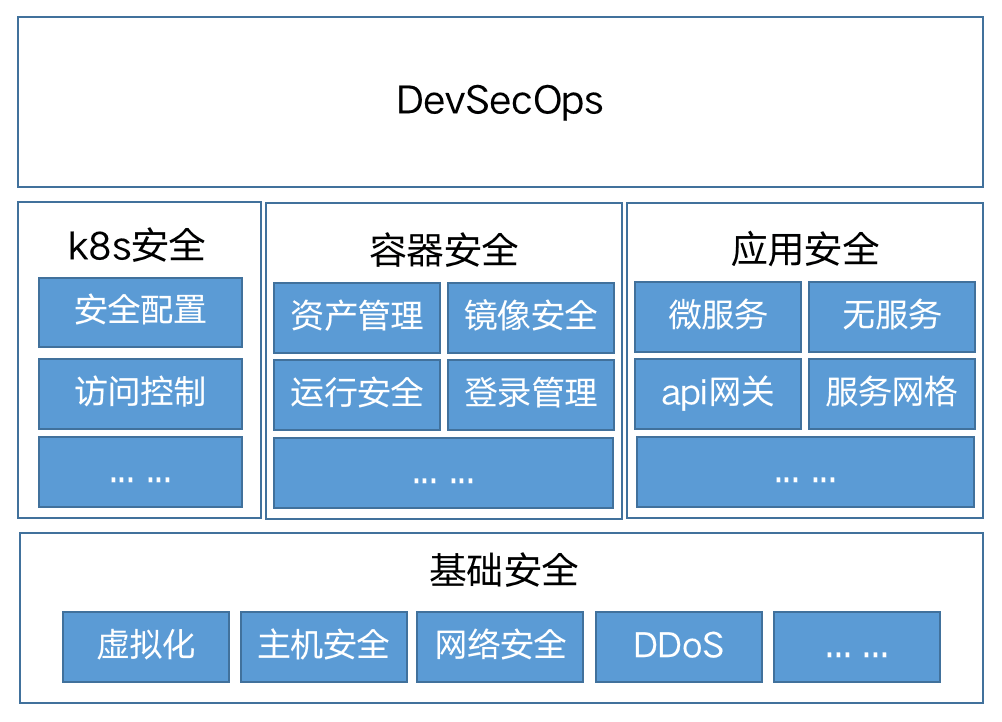 DevSecOps
k8s安全
安全配置
访问控制
... ...
容器安全
资产管理
镜像安全
运行安全
登录管理
... ...
应用安全
微服务
无服务
api网关
服务网格
... ...
基础安全
虚拟化
主机安全
网络安全
DDoS
... ...